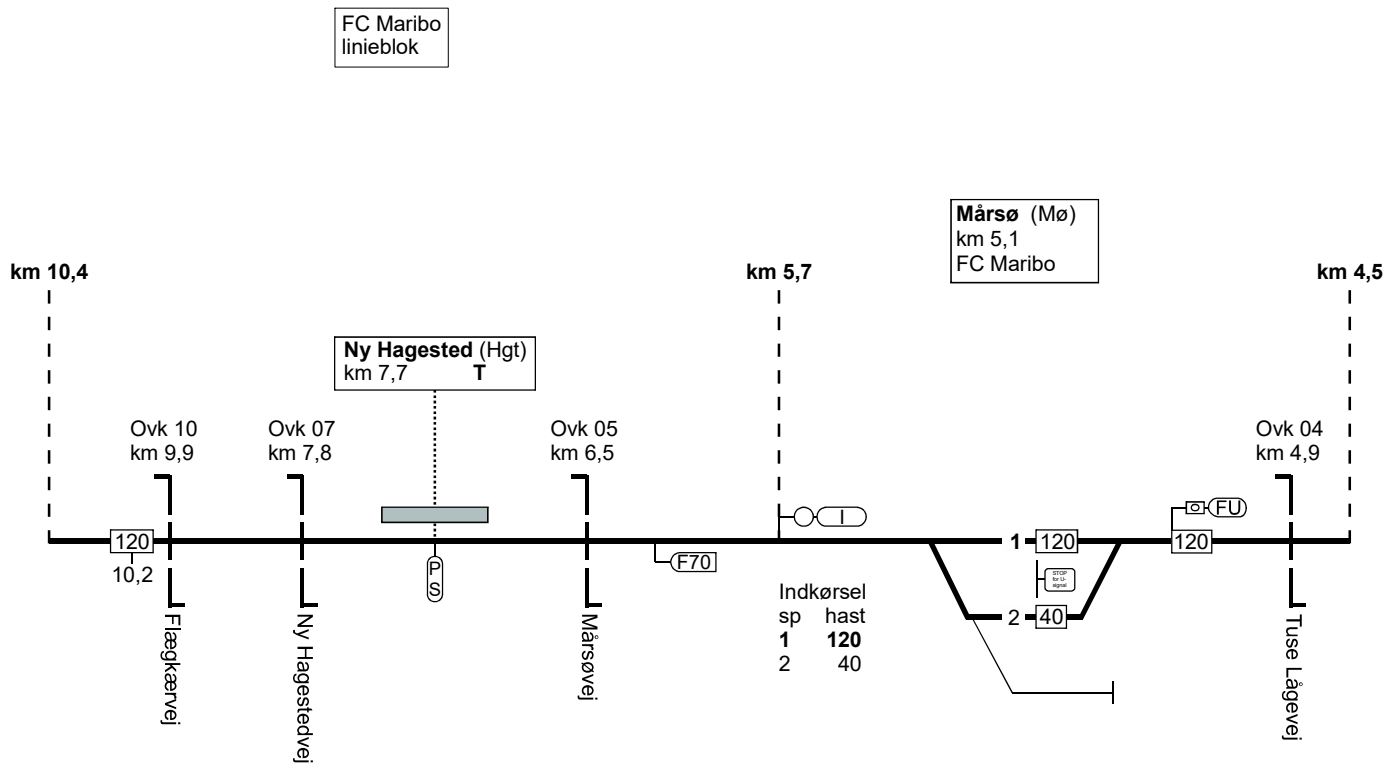 FC Maribo
linieblok
Mårsø (Mø)
km 5,1
FC Maribo
km 10,4
km 5,7
km 4,5
Ny Hagested (Hgt)
km 7,7 T
Ovk 10
km 9,9
Ovk 07
km 7,8
Ovk 05
km 6,5
Ovk 04
km 4,9
I
FU
120
10,2
1 120
120
P
S
F70
STOP
for U-
signal
2 40
Indkørsel
sp hast
1 120
2 40
Flægkærvej
Ny Hagestedvej
Mårsøvej
Tuse Lågevej